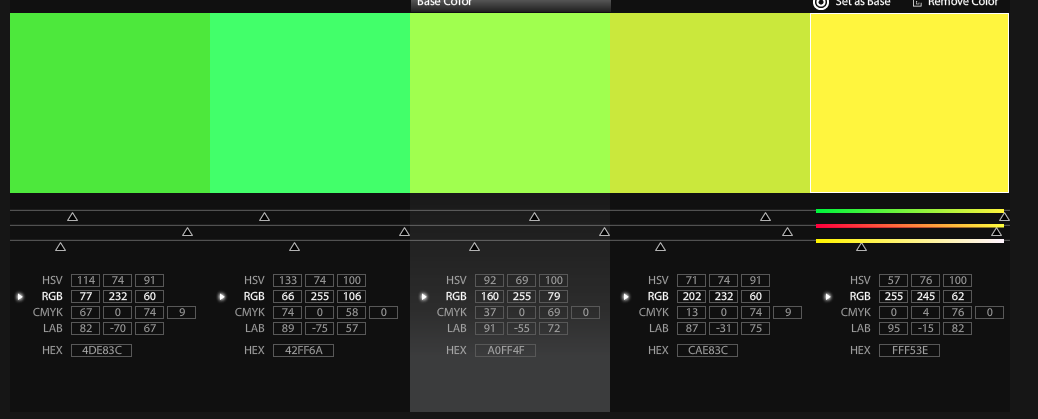 Base Color Set as Base Remove Color
HSV 114 74 91 HSV 133 74 100 HSV 92 69 100 HSV 71 74 91 HSV 57 76 100
RGB 77 232 60 RGB 66 255 106 RGB 160 255 79 RGB 202 232 60 RGB 255 245 62
CMYK 67 0 74 9 CMYK 74 0 58 0 CMYK 37 0 69 0 CMYK 13 0 74 9 CMYK 0 4 76 0
LAB 82 -70 67 LAB 89 -75 57 LAB 91 -55 72 LAB 87 -31 75 LAB 95 -15 82
HEX 4DE83C HEX 42FF6A HEX A0FF4F HEX CAE83C HEX FFF53E